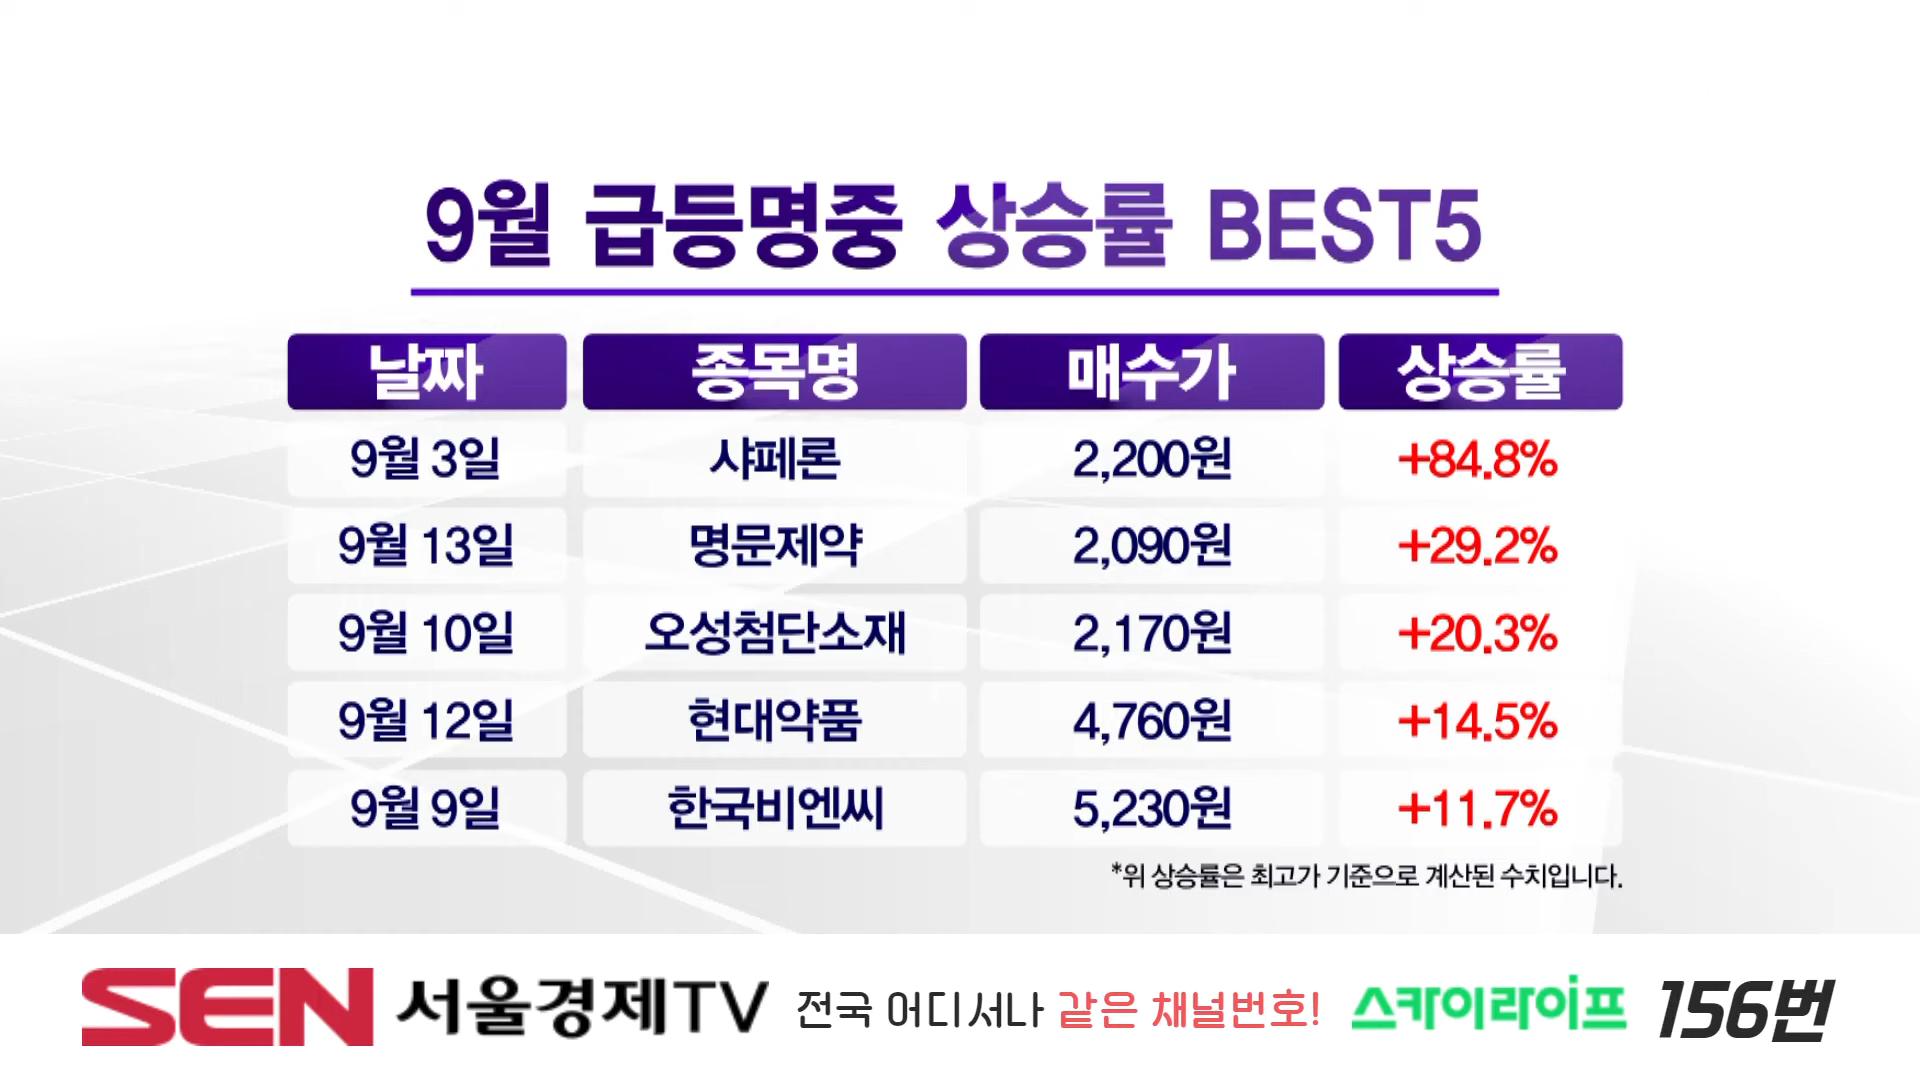 9월 급등명중 상승률 BEST5
날짜 종목명 매수가 상승률
9월 3일 샤페론 2,200원 +84.8%
9월 13일 명문제약 2,090원 +29.2%
9월 10일 오성첨단소재 2,170원 +20.3%
9월 12일 현대약품 4,760원 +14.5%
9월 9일 한국비엔씨 5,230원 +11.7%
*위 상승률은 최고가 기준으로 계산된 수치입니다.
SEN 서울경제TV 전국 어디서나 같은 채널번호! 스카이라이프 156번